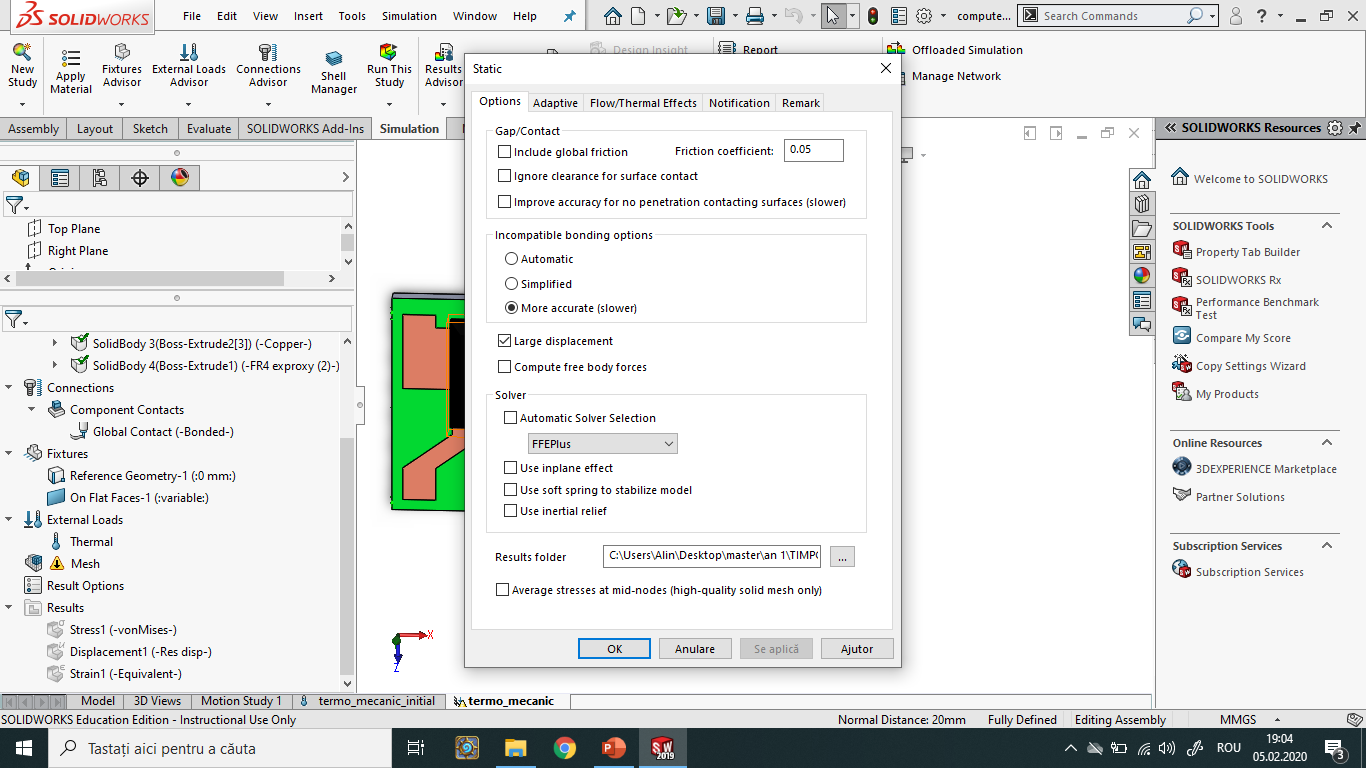 SOLIDWORKS File Edit View Insert Tools Simulation Window Help compute... Search Commands
New Study
Apply Material
Fixtures Advisor
External Loads Advisor
Connections Advisor
Shell Manager
Run This Study
Results Advisor
Design Insight
Report
Offloaded Simulation
Manage Network
Assembly Layout Sketch Evaluate SOLIDWORKS Add-Ins Simulation
Top Plane
Right Plane
SolidBody 3(Boss-Extrude2[3]) (-Copper-)
SolidBody 4(Boss-Extrude1) (-FR4 exproxy (2)-)
Connections
Component Contacts
Global Contact (-Bonded-)
Fixtures
Reference Geometry-1 (:0 mm:)
On Flat Faces-1 (:variable:)
External Loads
Thermal
Mesh
Result Options
Results
Stress1 (-vonMises-)
Displacement1 (-Res disp-)
Strain1 (-Equivalent-)
Static
Options Adaptive Flow/Thermal Effects Notification Remark
Gap/Contact
Include global friction Friction coefficient: 0.05
Ignore clearance for surface contact
Improve accuracy for no penetration contacting surfaces (slower)
Incompatible bonding options
Automatic
Simplified
More accurate (slower)
Large displacement
Compute free body forces
Solver
Automatic Solver Selection
FFEPlus
Use inplane effect
Use soft spring to stabilize model
Use inertial relief
Results folder C:\Users\Alin\Desktop\master\an 1\TIMP( ...
Average stresses at mid-nodes (high-quality solid mesh only)
OK Anulare Se aplică Ajutor
X
Z
SOLIDWORKS Resources
Welcome to SOLIDWORKS
SOLIDWORKS Tools
Property Tab Builder
SOLIDWORKS Rx
Performance Benchmark
Test
Compare My Score
Copy Settings Wizard
My Products
Online Resources
3DEXPERIENCE Marketplace
Partner Solutions
Subscription Services
Subscription Services
Model 3D Views Motion Study 1 termo_mecanic_initial termo_mecanic
SOLIDWORKS Education Edition - Instructional Use Only Normal Distance: 20mm Fully Defined Editing Assembly MMGS
Tastați aici pentru a căuta
SW 2019
ROU
19:04
05.02.2020
3